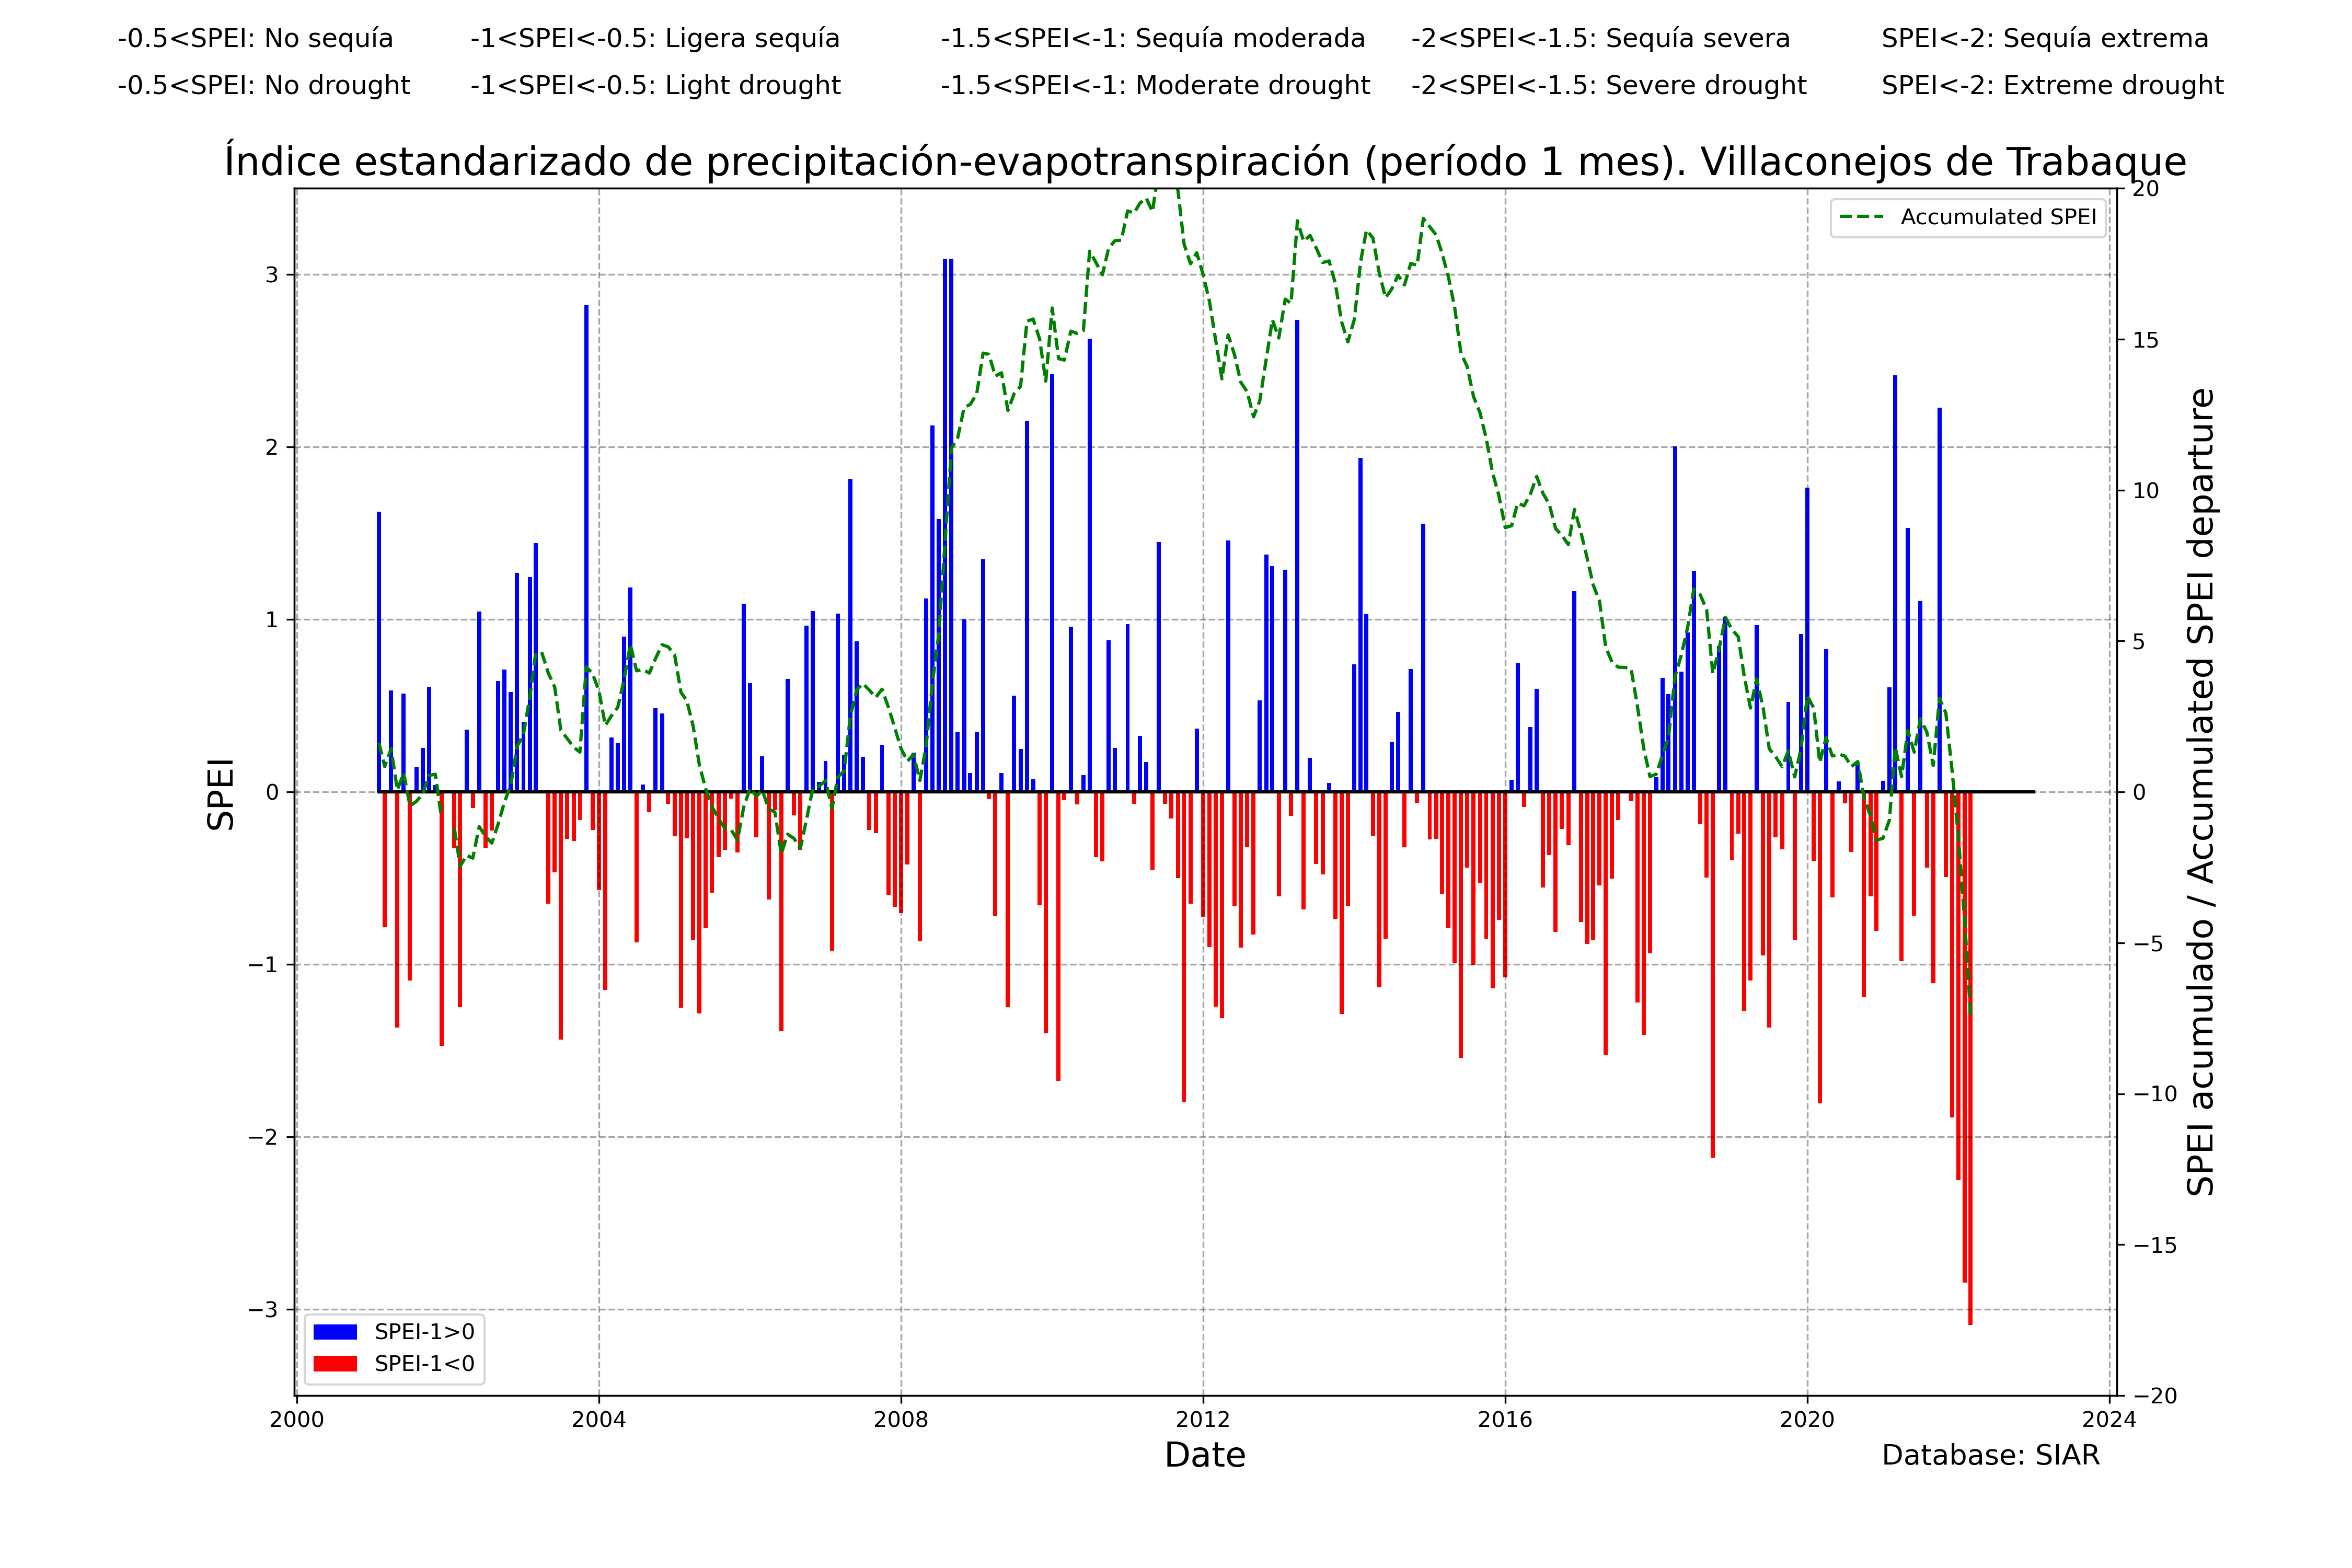 -0.5<SPEI: No sequía -1<SPEI<-0.5: Ligera sequía -1.5<SPEI<-1: Sequía moderada -2<SPEI<-1.5: Sequía severa SPEI<-2: Sequía extrema
-0.5<SPEI: No drought -1<SPEI<-0.5: Light drought -1.5<SPEI<-1: Moderate drought -2<SPEI<-1.5: Severe drought SPEI<-2: Extreme drought
Índice estandarizado de precipitación-evapotranspiración (período 1 mes). Villaconejos de Trabaque
Accumulated SPEI
SPEI
3
2
1
0
−1
−2
−3
20
15
10
5
0
−5
−10
−15
−20
SPEI acumulado / Accumulated SPEI departure
SPEI-1>0
SPEI-1<0
2000 2004 2008 2012 2016 2020 2024
Date
Database: SIAR